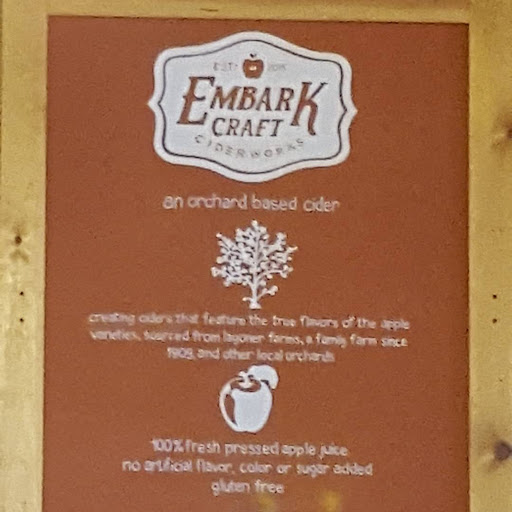 EST. 2015
EMBARK
CRAFT
CIDERWORKS
an orchard based cider
creating ciders that feature the true flavors of the apple
varieties, sourced from lagoner farms, a family farm since
1909, and other local orchards
100% fresh pressed apple juice
no artificial flavor, color or sugar added
gluten free